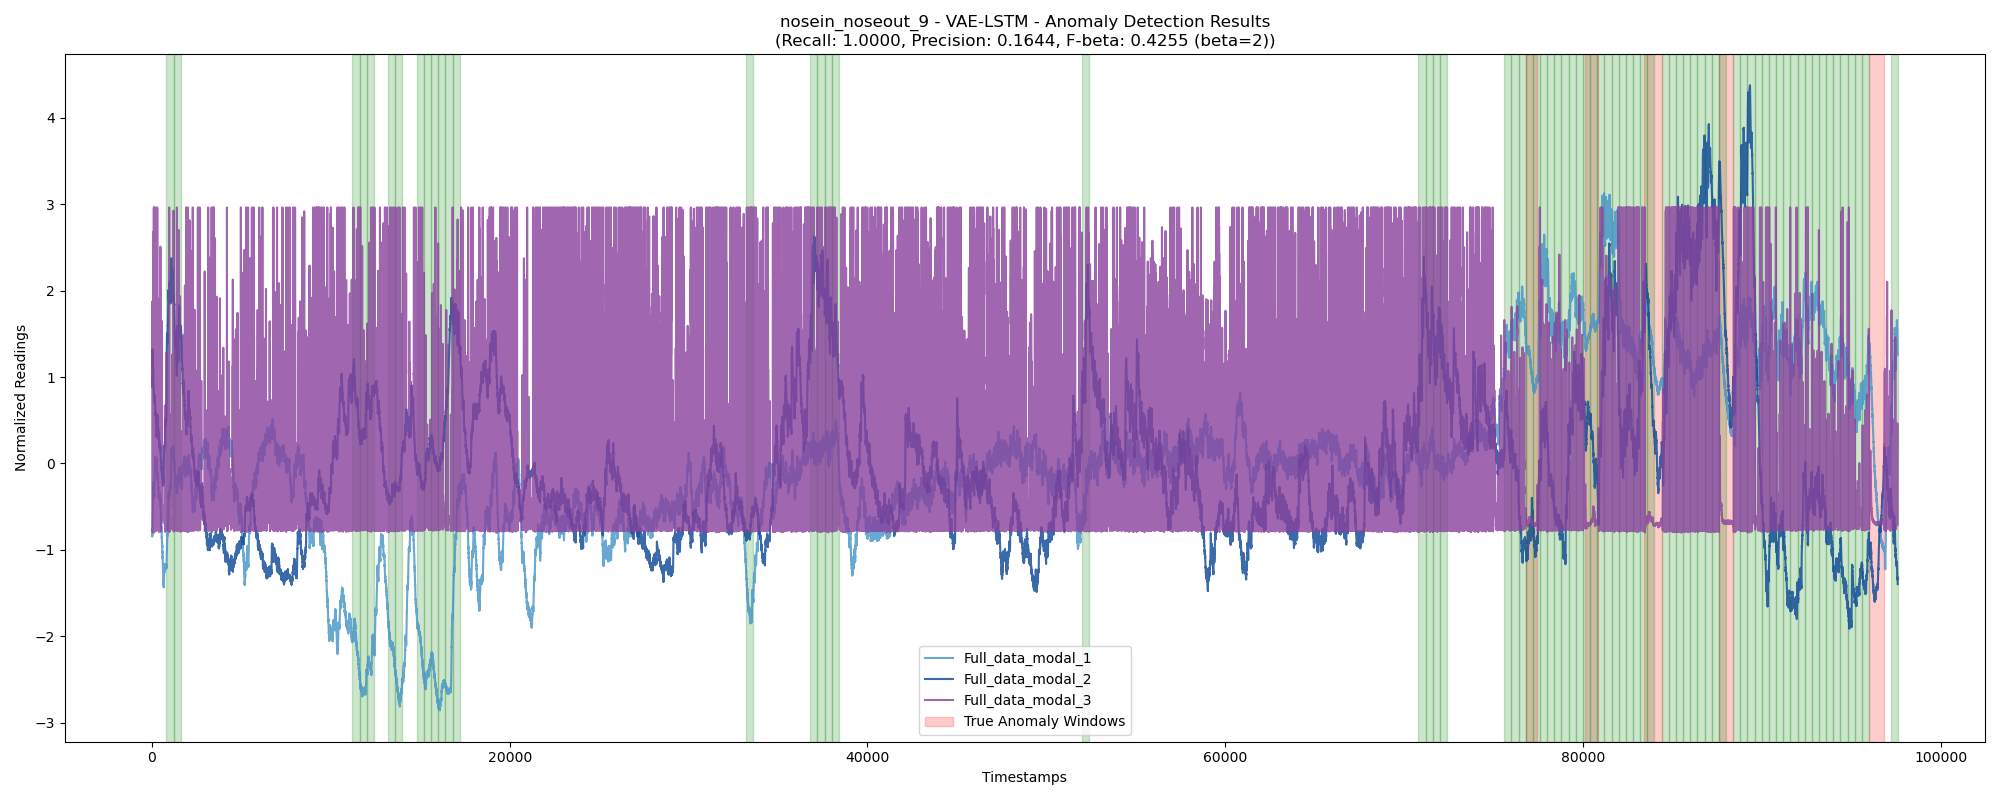 nosein_noseout_9 - VAE-LSTM - Anomaly Detection Results
(Recall: 1.0000, Precision: 0.1644, F-beta: 0.4255 (beta=2))
Normalized Readings
4
3
2
1
0
−1
−2
−3
Full_data_modal_1
Full_data_modal_2
Full_data_modal_3
True Anomaly Windows
0
20000
40000
60000
80000
100000
Timestamps